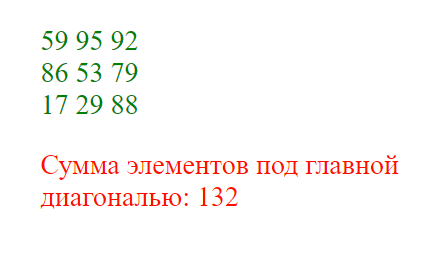 59 95 92
86 53 79
17 29 88
Сумма элементов под главной
диагональю: 132